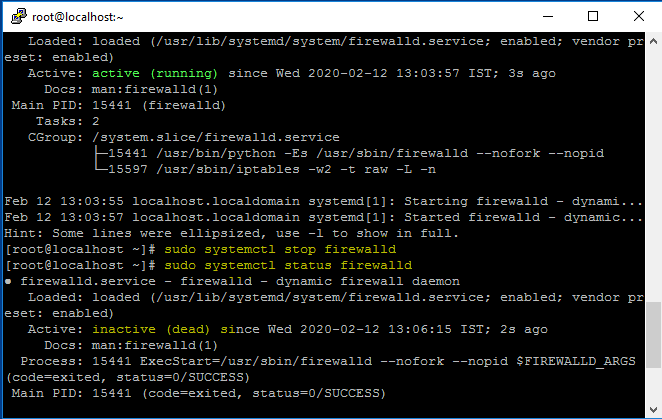 root@localhost:~
Loaded: loaded (/usr/lib/systemd/system/firewalld.service; enabled; vendor pr
eset: enabled)
Active: active (running) since Wed 2020-02-12 13:03:57 IST; 3s ago
Docs: man:firewalld(1)
Main PID: 15441 (firewalld)
Tasks: 2
CGroup: /system.slice/firewalld.service
├─15441 /usr/bin/python -Es /usr/sbin/firewalld --nofork --nopid
└─15597 /usr/sbin/iptables -w2 -t raw -L -n
Feb 12 13:03:55 localhost.localdomain systemd[1]: Starting firewalld - dynami...
Feb 12 13:03:57 localhost.localdomain systemd[1]: Started firewalld - dynamic...
Hint: Some lines were ellipsized, use -l to show in full.
[root@localhost ~]# sudo systemctl stop firewalld
[root@localhost ~]# sudo systemctl status firewalld
● firewalld.service - firewalld - dynamic firewall daemon
Loaded: loaded (/usr/lib/systemd/system/firewalld.service; enabled; vendor pr
eset: enabled)
Active: inactive (dead) since Wed 2020-02-12 13:06:15 IST; 2s ago
Docs: man:firewalld(1)
Process: 15441 ExecStart=/usr/sbin/firewalld --nofork --nopid $FIREWALLD_ARGS
(code=exited, status=0/SUCCESS)
Main PID: 15441 (code=exited, status=0/SUCCESS)